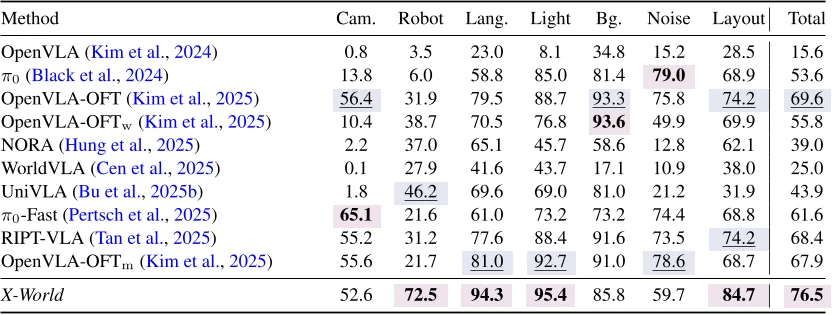 Method Cam. Robot Lang. Light Bg. Noise Layout Total
OpenVLA (Kim et al., 2024) 0.8 3.5 23.0 8.1 34.8 15.2 28.5 15.6
π0 (Black et al., 2024) 13.8 6.0 58.8 85.0 81.4 79.0 68.9 53.6
OpenVLA-OFT (Kim et al., 2025) 56.4 31.9 79.5 88.7 93.3 75.8 74.2 69.6
OpenVLA-OFTw (Kim et al., 2025) 10.4 38.7 70.5 76.8 93.6 49.9 69.9 55.8
NORA (Hung et al., 2025) 2.2 37.0 65.1 45.7 58.6 12.8 62.1 39.0
WorldVLA (Cen et al., 2025) 0.1 27.9 41.6 43.7 17.1 10.9 38.0 25.0
UniVLA (Bu et al., 2025b) 1.8 46.2 69.6 69.0 81.0 21.2 31.9 43.9
π0-Fast (Pertsch et al., 2025) 65.1 21.6 61.0 73.2 73.2 74.4 68.8 61.6
RIPT-VLA (Tan et al., 2025) 55.2 31.2 77.6 88.4 91.6 73.5 74.2 68.4
OpenVLA-OFTm (Kim et al., 2025) 55.6 21.7 81.0 92.7 91.0 78.6 68.7 67.9
X-World 52.6 72.5 94.3 95.4 85.8 59.7 84.7 76.5